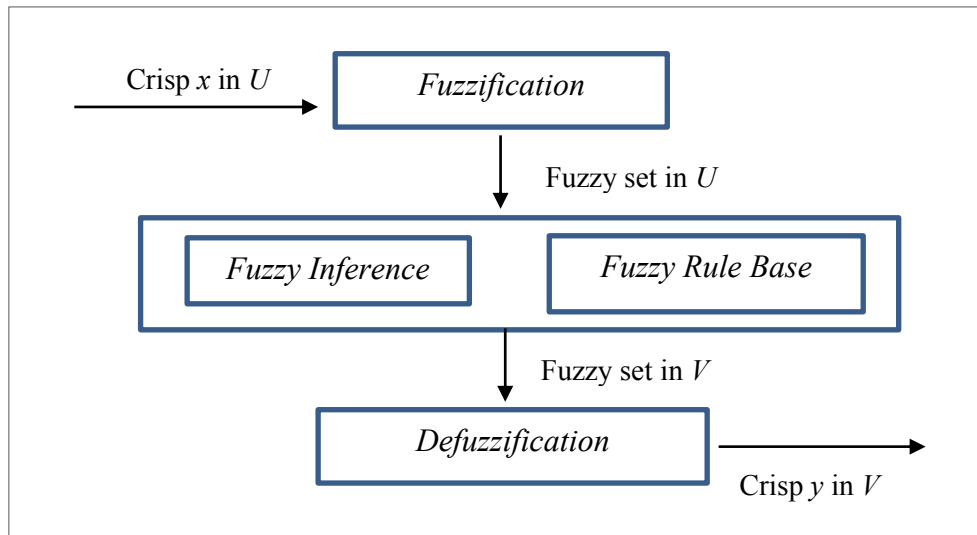 Crisp x in U
Fuzzification
Fuzzy set in U
Fuzzy Inference
Fuzzy Rule Base
Fuzzy set in V
Defuzzification
Crisp y in V